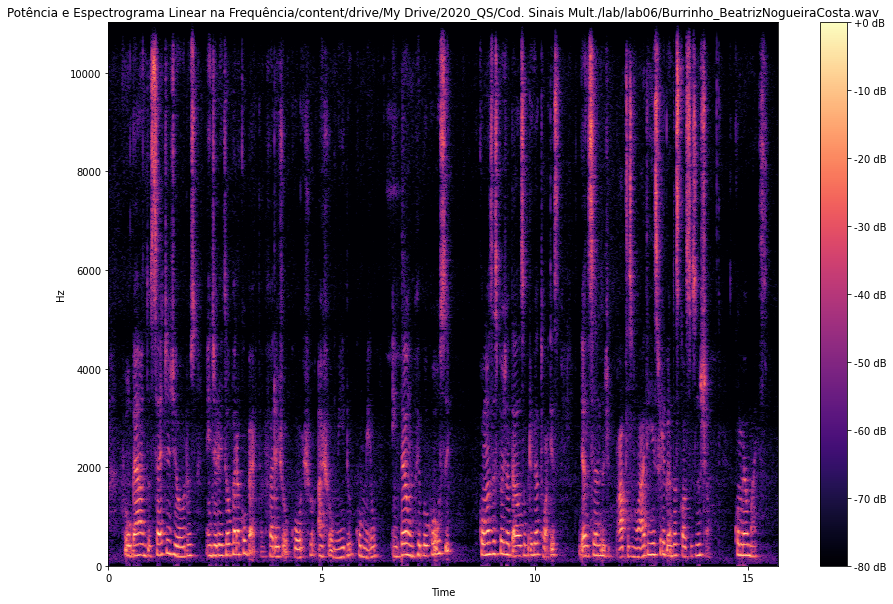 Potência e Espectrograma Linear na Frequência/content/drive/My Drive/2020_QS/Cod. Sinais Mult./lab/lab06/Burrinho_BeatrizNogueiraCosta.wav
+0 dB
10000
-10 dB
8000
-20 dB
-30 dB
6000
Hz
-40 dB
4000
-50 dB
-60 dB
2000
-70 dB
0
-80 dB
0
5
10
15
Time